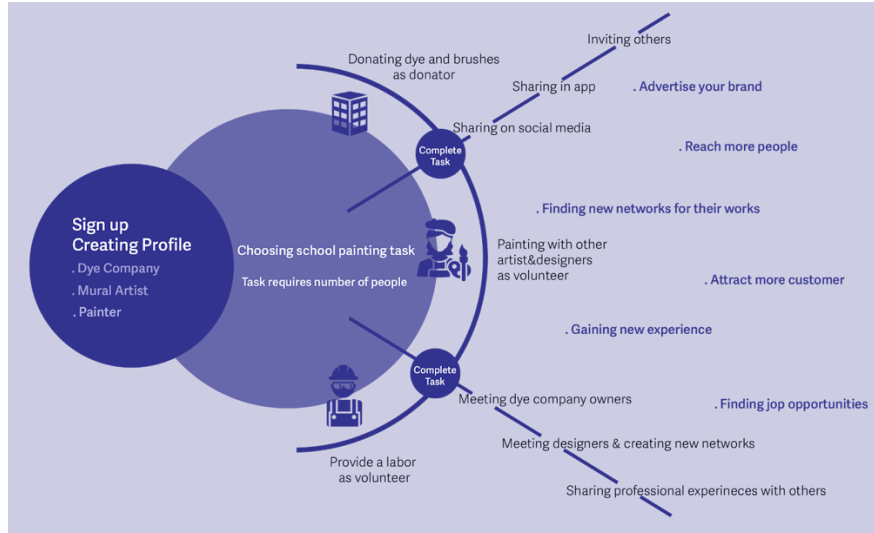 Sign up
Creating Profile
. Dye Company
. Mural Artist
. Painter
Choosing school painting task
Task requires number of people
Donating dye and brushes
as donator
Complete
Task
Painting with other
artist&designers
as volunteer
Complete
Task
Provide a labor
as volunteer
Inviting others
Sharing in app
Sharing on social media
. Advertise your brand
. Reach more people
. Finding new networks for their works
. Attract more customer
. Gaining new experience
. Finding jop opportunities
Meeting dye company owners
Meeting designers & creating new networks
Sharing professional experineces with others